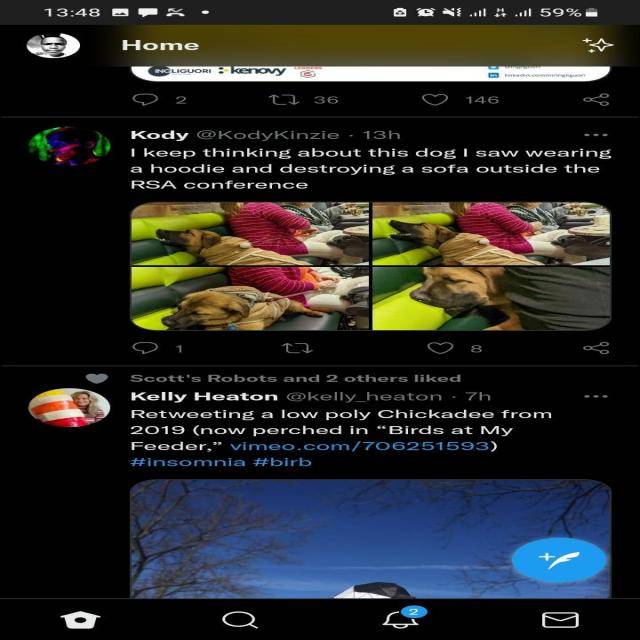 13:48
59%
Home
INCLIGUORI kenovy
2 36 146
Kody @KodyKinzie · 13h
I keep thinking about this dog I saw wearing
a hoodie and destroying a sofa outside the
RSA conference
1 8
Scott's Robots and 2 others liked
Kelly Heaton @kelly_heaton · 7h
Retweeting a low poly Chickadee from
2019 (now perched in “Birds at My
Feeder,” vimeo.com/706251593)
#insomnia #birb
2